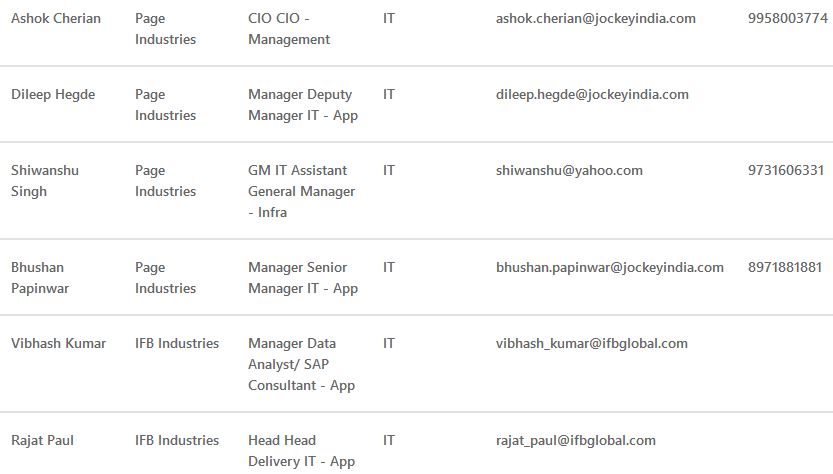 Ashok Cherian Page CIO CIO - IT ashok.cherian@jockeyindia.com 9958003774
Industries Management
Dileep Hegde Page Manager Deputy IT dileep.hegde@jockeyindia.com
Industries Manager IT - App
Shiwanshu Page GM IT Assistant IT shiwanshu@yahoo.com 9731606331
Singh Industries General Manager
- Infra
Bhushan Page Manager Senior IT bhushan.papinwar@jockeyindia.com 8971881881
Papinwar Industries Manager IT - App
Vibhash Kumar IFB Industries Manager Data IT vibhash_kumar@ifbglobal.com
Analyst/ SAP
Consultant - App
Rajat Paul IFB Industries Head Head IT rajat_paul@ifbglobal.com
Delivery IT - App